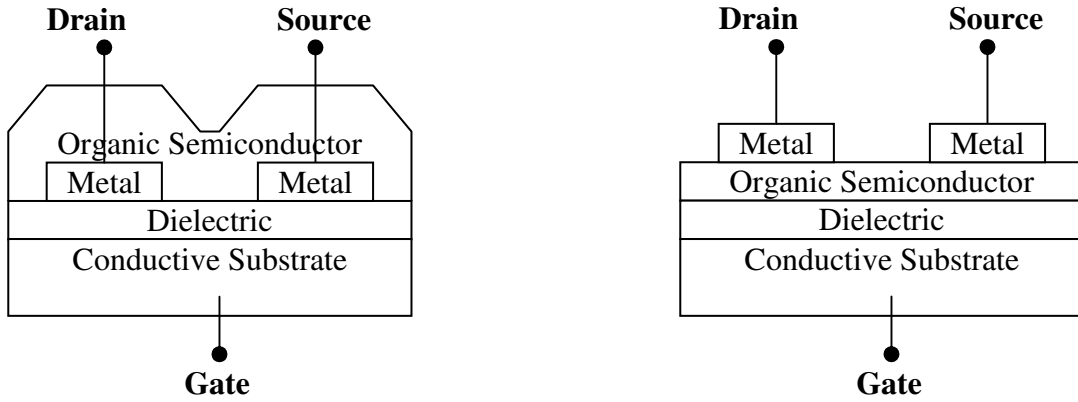 Drain Source
Organic Semiconductor
Metal Metal
Dielectric
Conductive Substrate
Gate
Drain Source
Metal Metal
Organic Semiconductor
Dielectric
Conductive Substrate
Gate